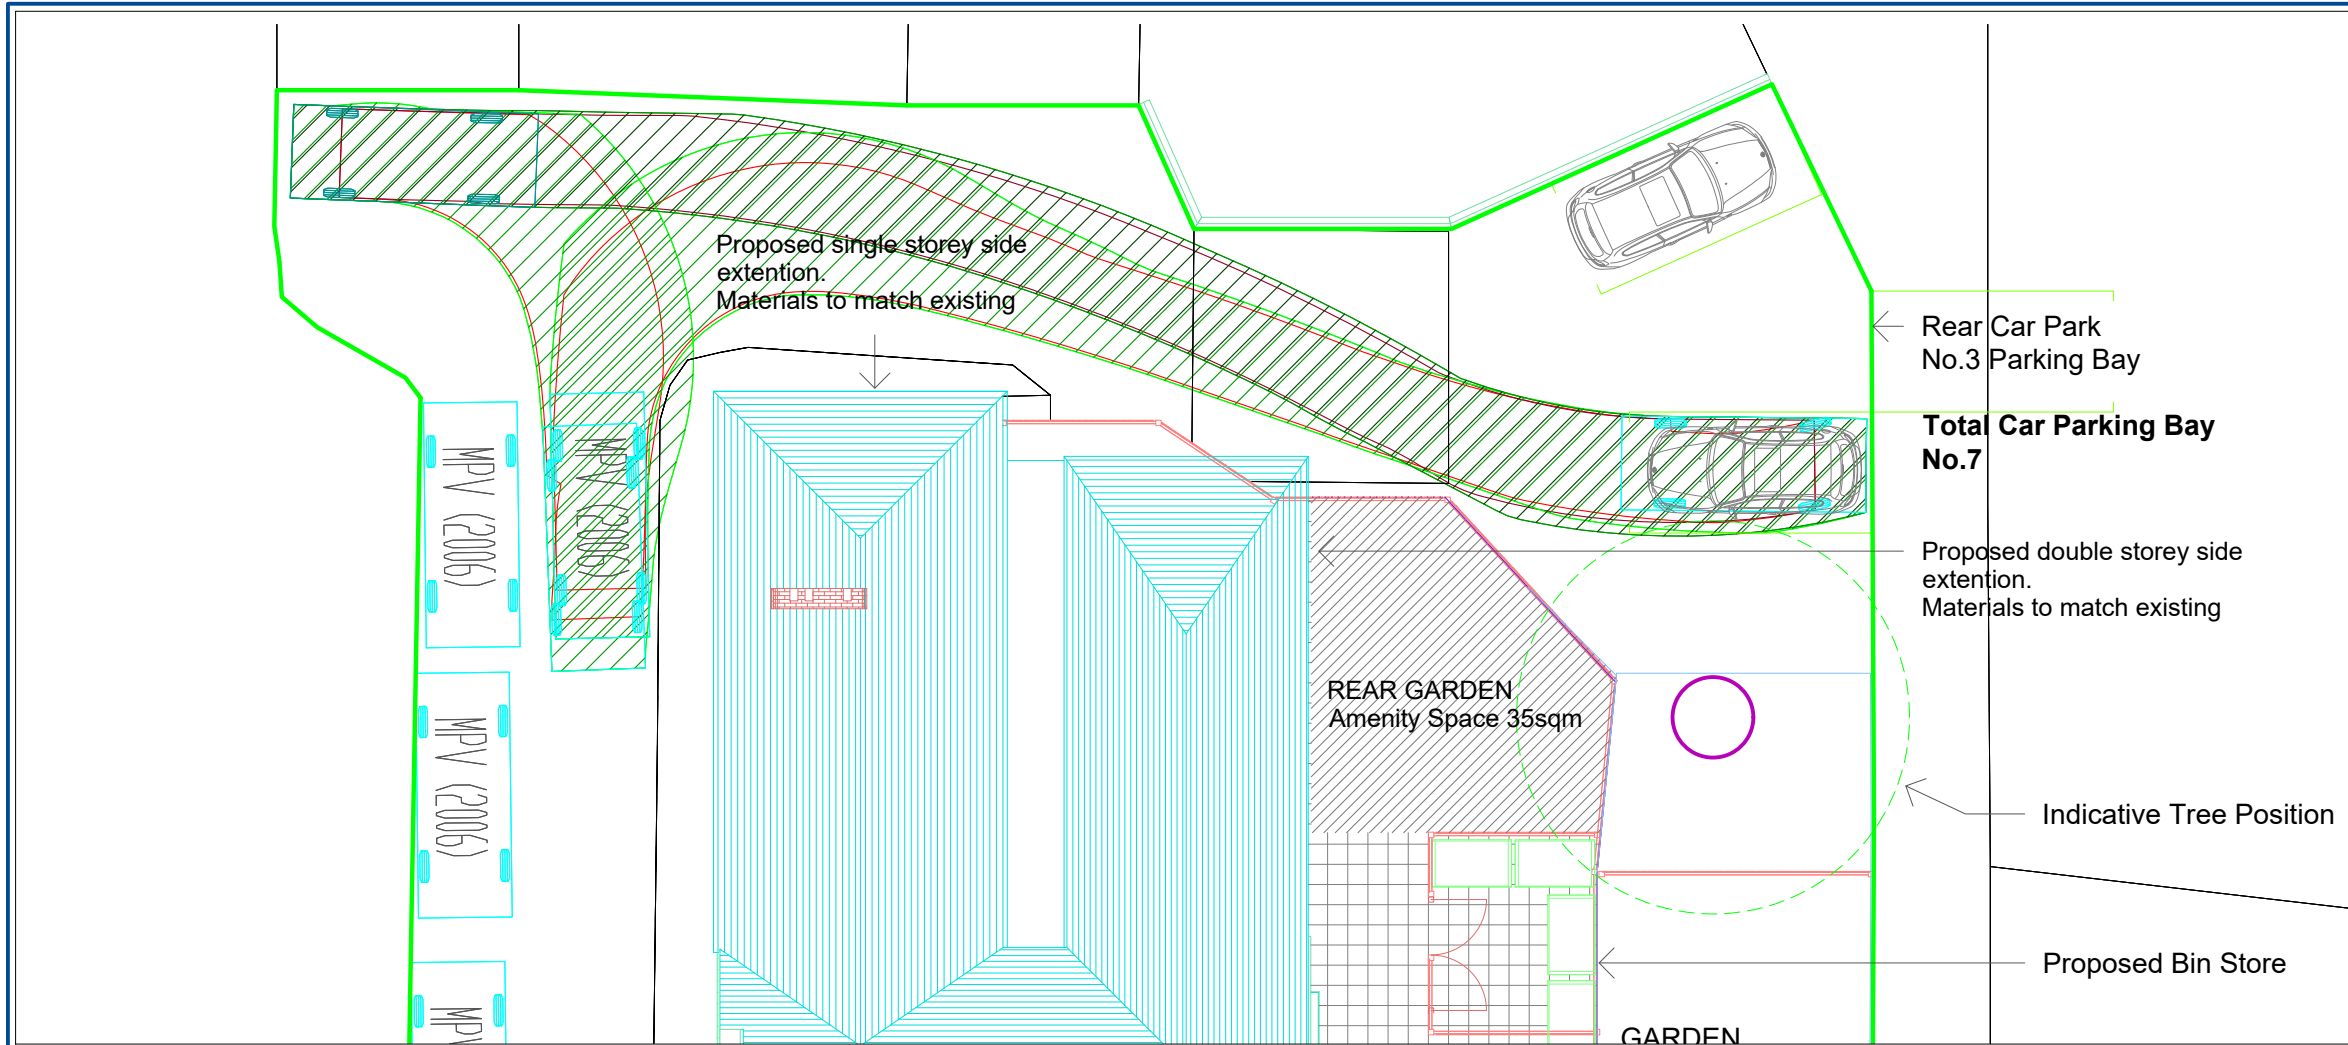 Proposed single storey side
extention.
Materials to match existing
Rear Car Park
No.3 Parking Bay
Total Car Parking Bay
No.7
MPV (2006)
MPV (2006)
Proposed double storey side
extention.
Materials to match existing
REAR GARDEN
Amenity Space 35sqm
MPV (2006)
Indicative Tree Position
Proposed Bin Store
MPV
GARDEN